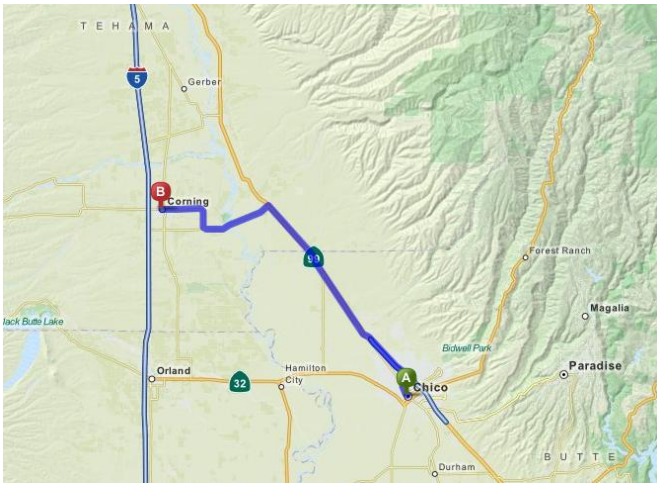 TEHAMA
5
Gerber
B
Corning
99
Forest Ranch
Black Butte Lake
Magalia
Bidwell Park
Orland
32
Hamilton
City
A
Chico
Paradise
BUTTE
Durham